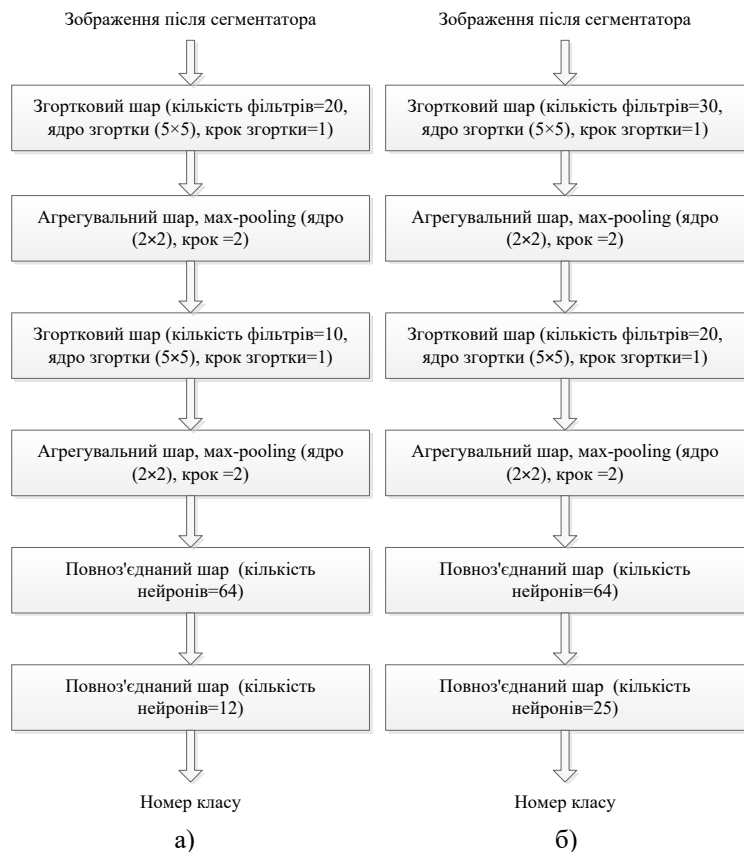 Зображення після сегментатора
Згортковий шар (кількість фільтрів=20,
ядро згортки (5×5), крок згортки=1)
Агрегувальний шар, max-pooling (ядро
(2×2), крок =2)
Згортковий шар (кількість фільтрів=10,
ядро згортки (5×5), крок згортки=1)
Агрегувальний шар, max-pooling (ядро
(2×2), крок =2)
Повноз'єднаний шар (кількість
нейронів=64)
Повноз'єднаний шар (кількість
нейронів=12)
Номер класу
а)
Зображення після сегментатора
Згортковий шар (кількість фільтрів=30,
ядро згортки (5×5), крок згортки=1)
Агрегувальний шар, max-pooling (ядро
(2×2), крок =2)
Згортковий шар (кількість фільтрів=20,
ядро згортки (5×5), крок згортки=1)
Агрегувальний шар, max-pooling (ядро
(2×2), крок =2)
Повноз'єднаний шар (кількість
нейронів=64)
Повноз'єднаний шар (кількість
нейронів=25)
Номер класу
б)